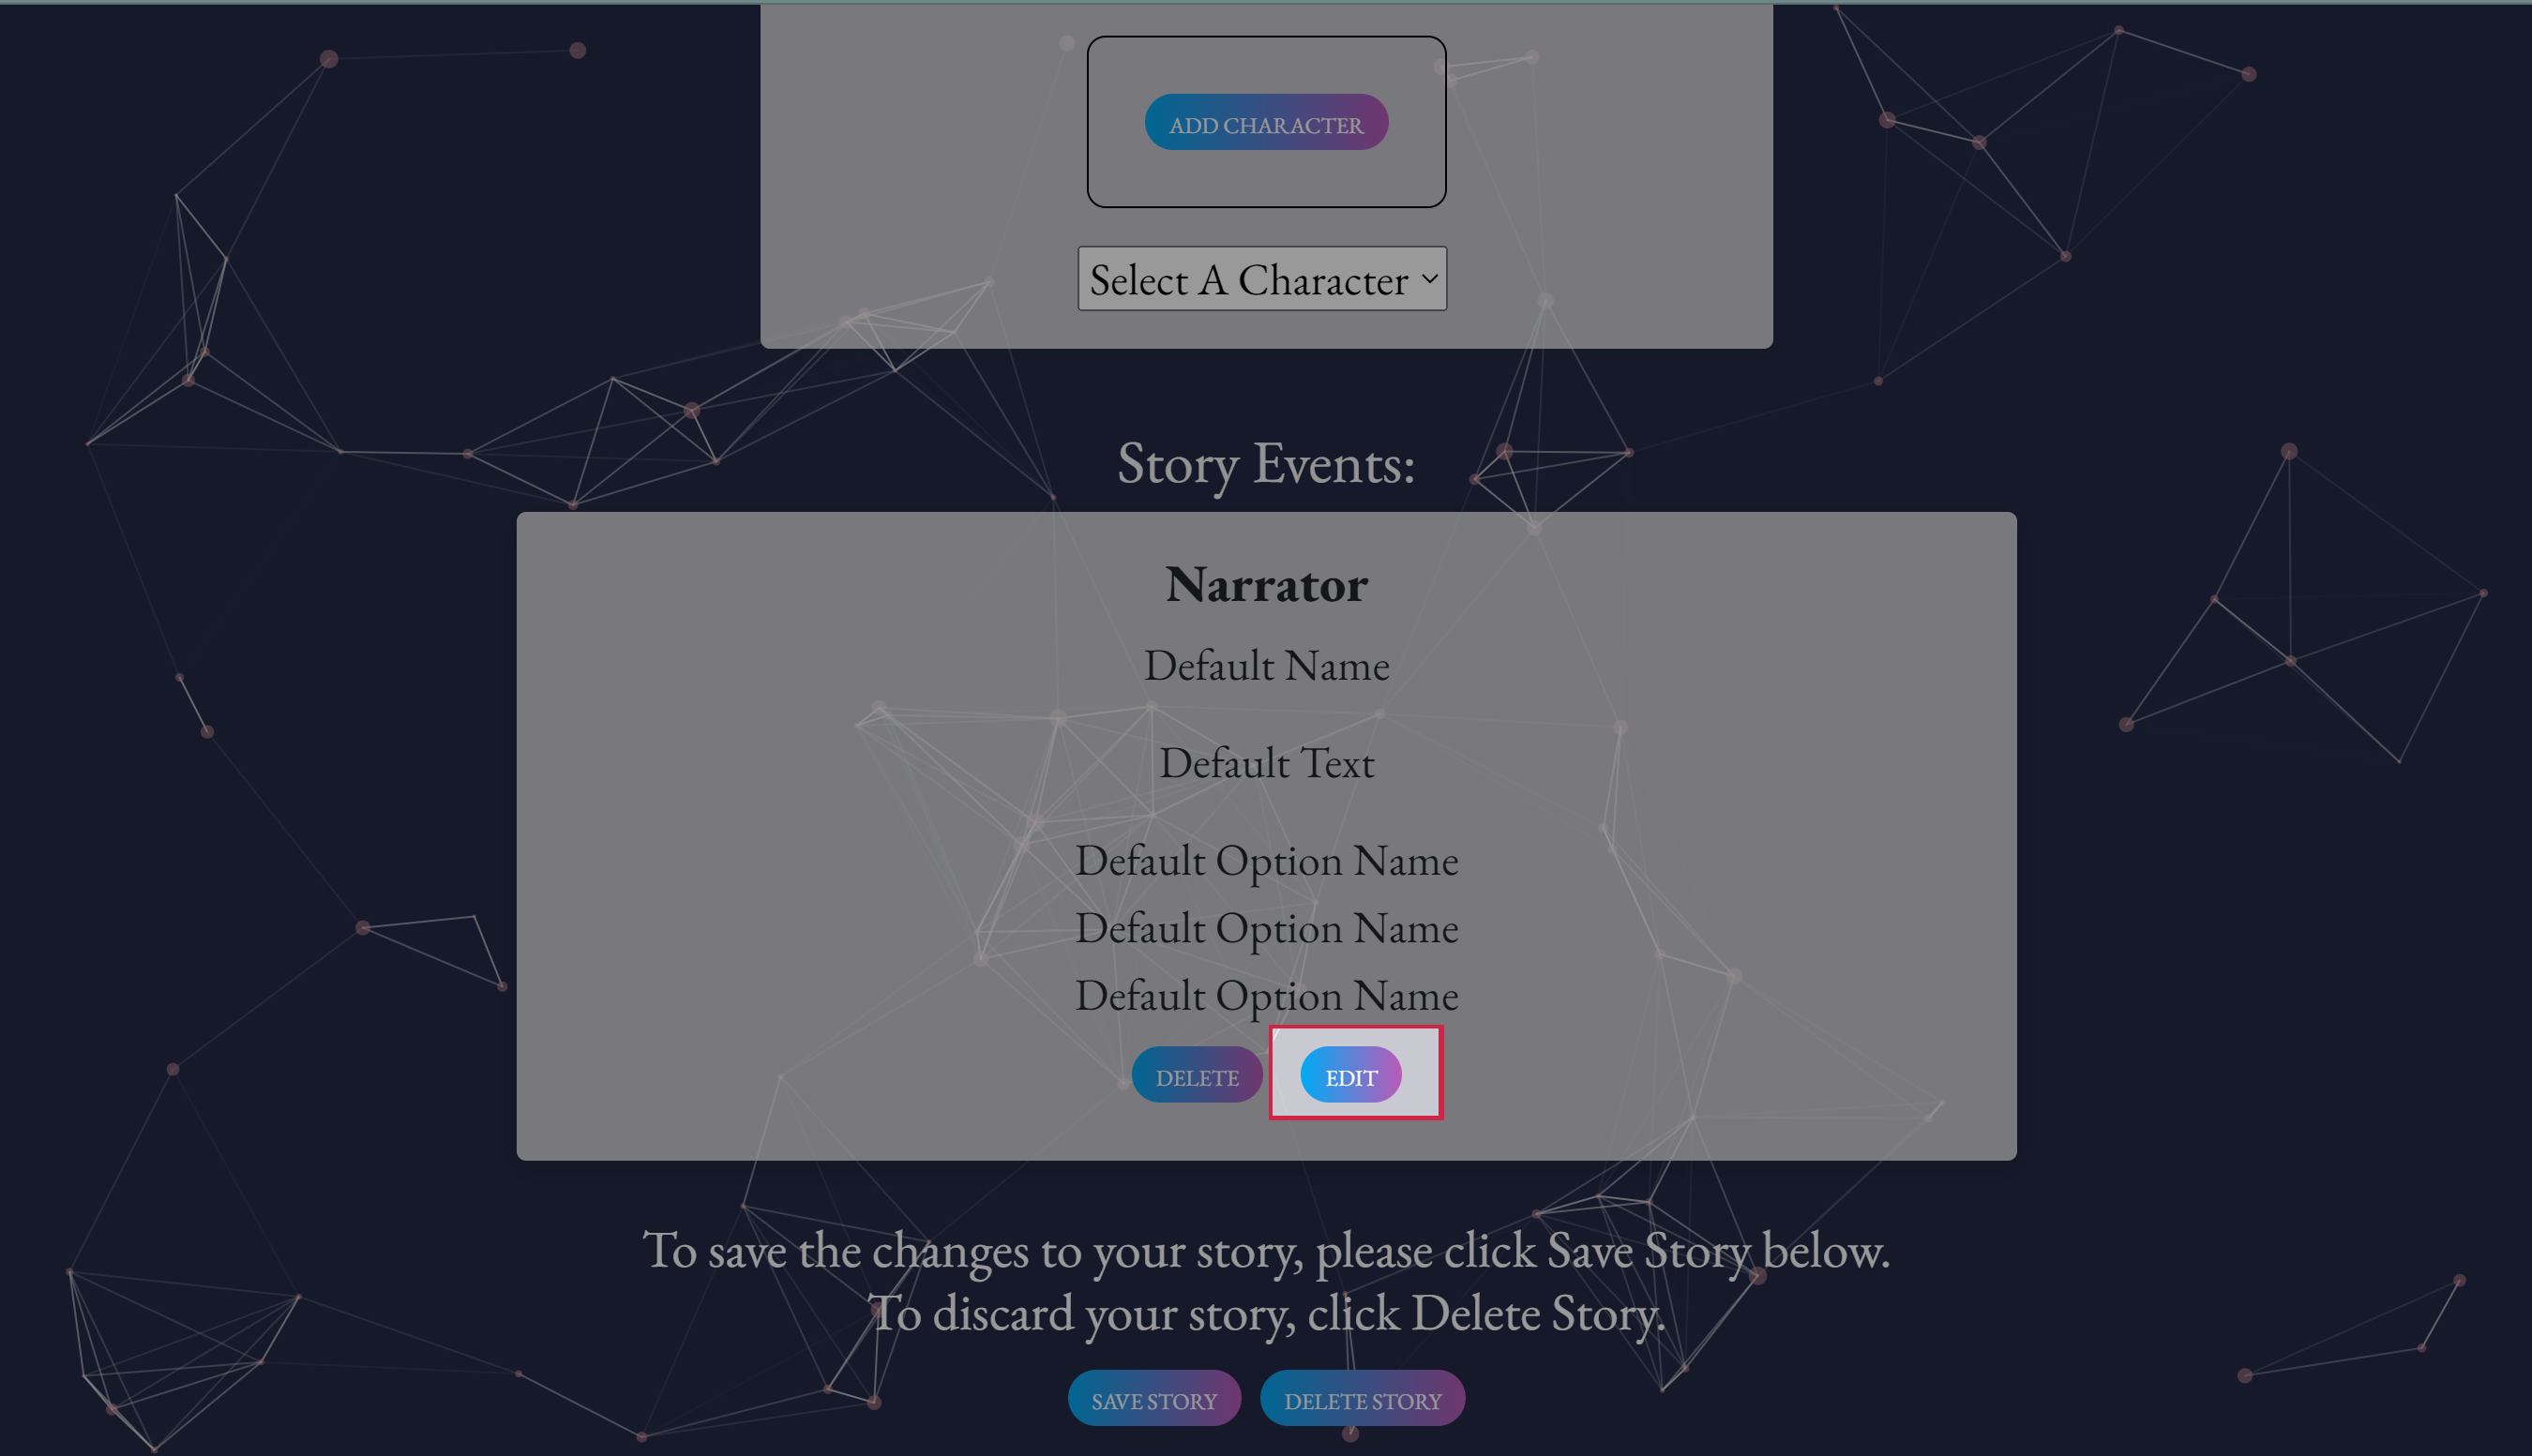 ADD CHARACTER
Select A Character
Story Events:
Narrator
Default Name
Default Text
Default Option Name
Default Option Name
Default Option Name
DELETE EDIT
To save the changes to your story, please click Save Story below.
To discard your story, click Delete Story.
SAVE STORY DELETE STORY